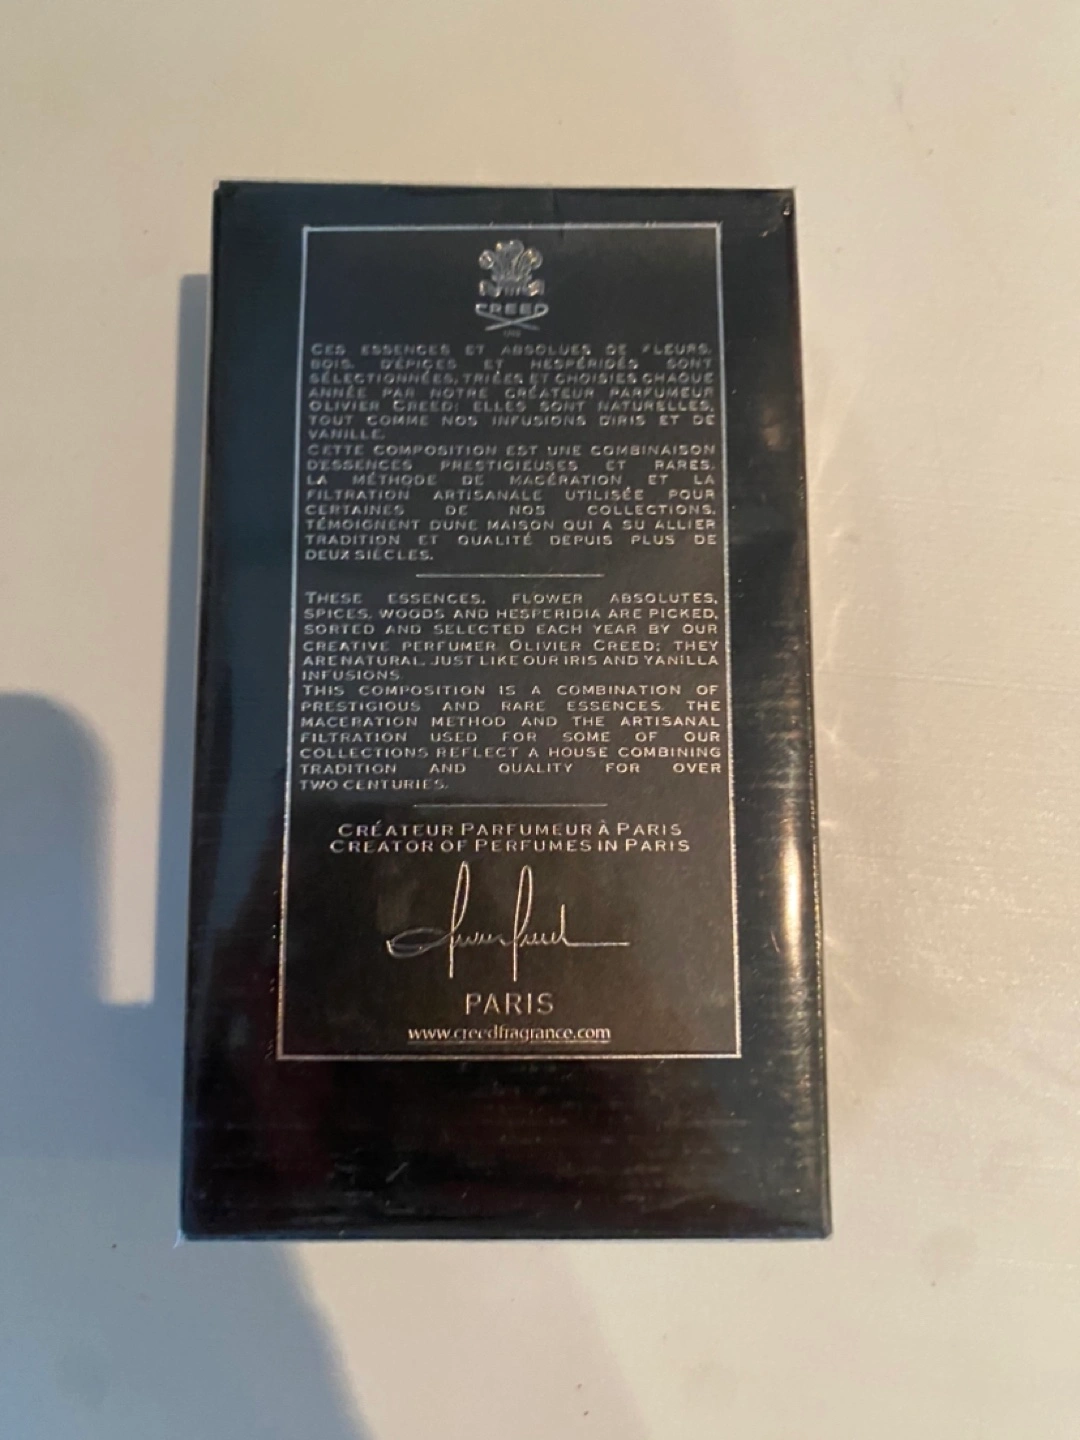 CREED
CES ESSENCES ET ABSOLUES DE FLEURS,
BOIS, D'ÉPICES ET HESPÉRIDÉS SONT
SÉLECTIONNÉES, TRIÉES ET CHOISIES CHAQUE
ANNÉE PAR NOTRE CRÉATEUR PARFUMEUR
OLIVIER CREED; ELLES SONT NATURELLES,
TOUT COMME NOS INFUSIONS D'IRIS ET DE
VANILLE.
CETTE COMPOSITION EST UNE COMBINAISON
D'ESSENCES PRESTIGIEUSES ET RARES.
LA MÉTHODE DE MACÉRATION ET LA
FILTRATION ARTISANALE UTILISÉE POUR
CERTAINES DE NOS COLLECTIONS,
TÉMOIGNENT D'UNE MAISON QUI A SU ALLIER
TRADITION ET QUALITÉ DEPUIS PLUS DE
DEUX SIÈCLES.
THESE ESSENCES, FLOWER ABSOLUTES,
SPICES, WOODS AND HESPERIDIA ARE PICKED,
SORTED AND SELECTED EACH YEAR BY OUR
CREATIVE PERFUMER OLIVIER CREED; THEY
ARE NATURAL, JUST LIKE OUR IRIS AND VANILLA
INFUSIONS
THIS COMPOSITION IS A COMBINATION OF
PRESTIGIOUS AND RARE ESSENCES. THE
MACERATION METHOD AND THE ARTISANAL
FILTRATION USED FOR SOME OF OUR
COLLECTIONS REFLECT A HOUSE COMBINING
TRADITION AND QUALITY FOR OVER
TWO CENTURIES.
CRÉATEUR PARFUMEUR À PARIS
CREATOR OF PERFUMES IN PARIS
Olivier Creed
PARIS
www.creedfragrance.com